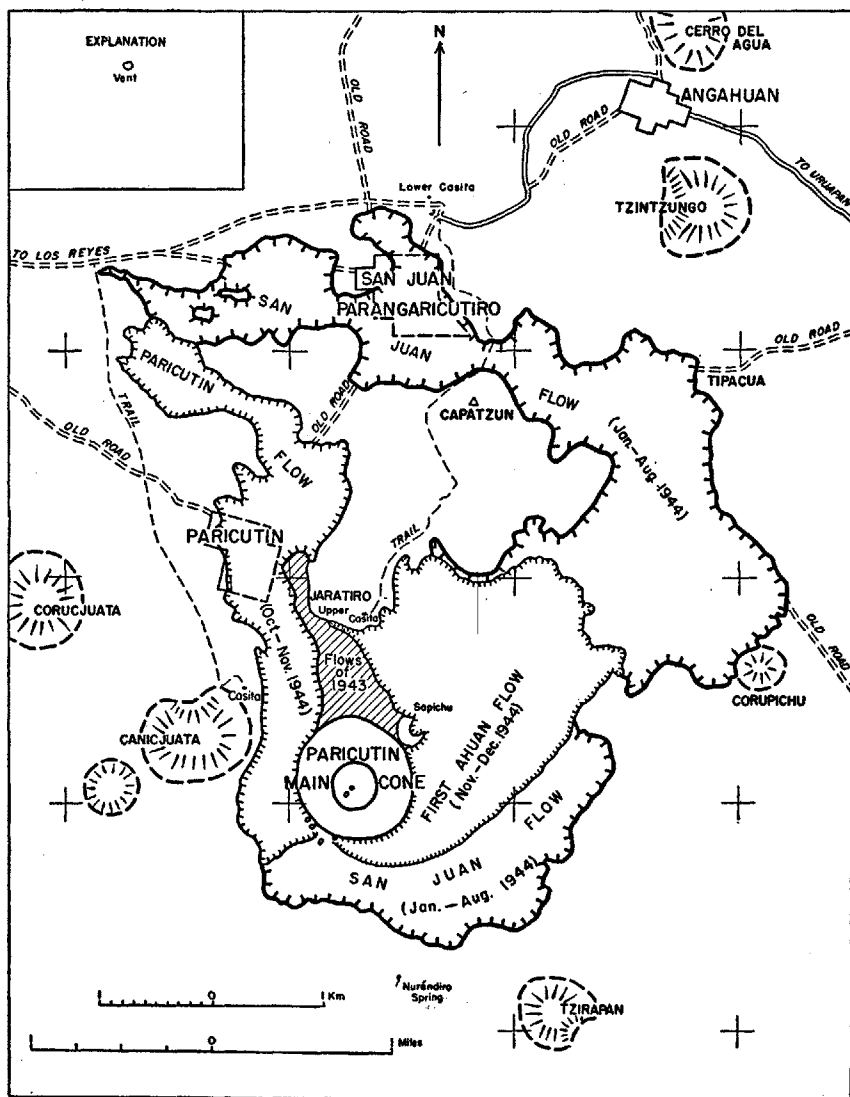 EXPLANATION
Vent
N
CERRO DEL
AGUA
ANGAHUAN
OLD ROAD
OLD ROAD
TO URUAPAN
Lower Casita
TZINTZUNGO
TO LOS REYES
SAN JUAN
PARANGARICUTIRO
SAN
JUAN
FLOW
(Jan.–Aug. 1944)
PARICUTIN
FLOW
OLD ROAD
TIPACUA
OLD ROAD
CAPATZUN
TRAIL
OLD ROAD
TRAIL
PARICUTIN
(Oct.–Nov. 1944)
JARATIRO
Upper
Casita
CORUCJUATA
Flows
of
1943
OLD ROAD
CORUPICHU
Casita
Sapichu
CANICJUATA
PARICUTIN
MAIN CONE
FIRST AHUAN FLOW
(Nov.–Dec. 1944)
SAN JUAN FLOW
(Jan.–Aug. 1944)
0 1 Km
Nuréndiro
Spring
TZIRAPAN
0 1 Miles